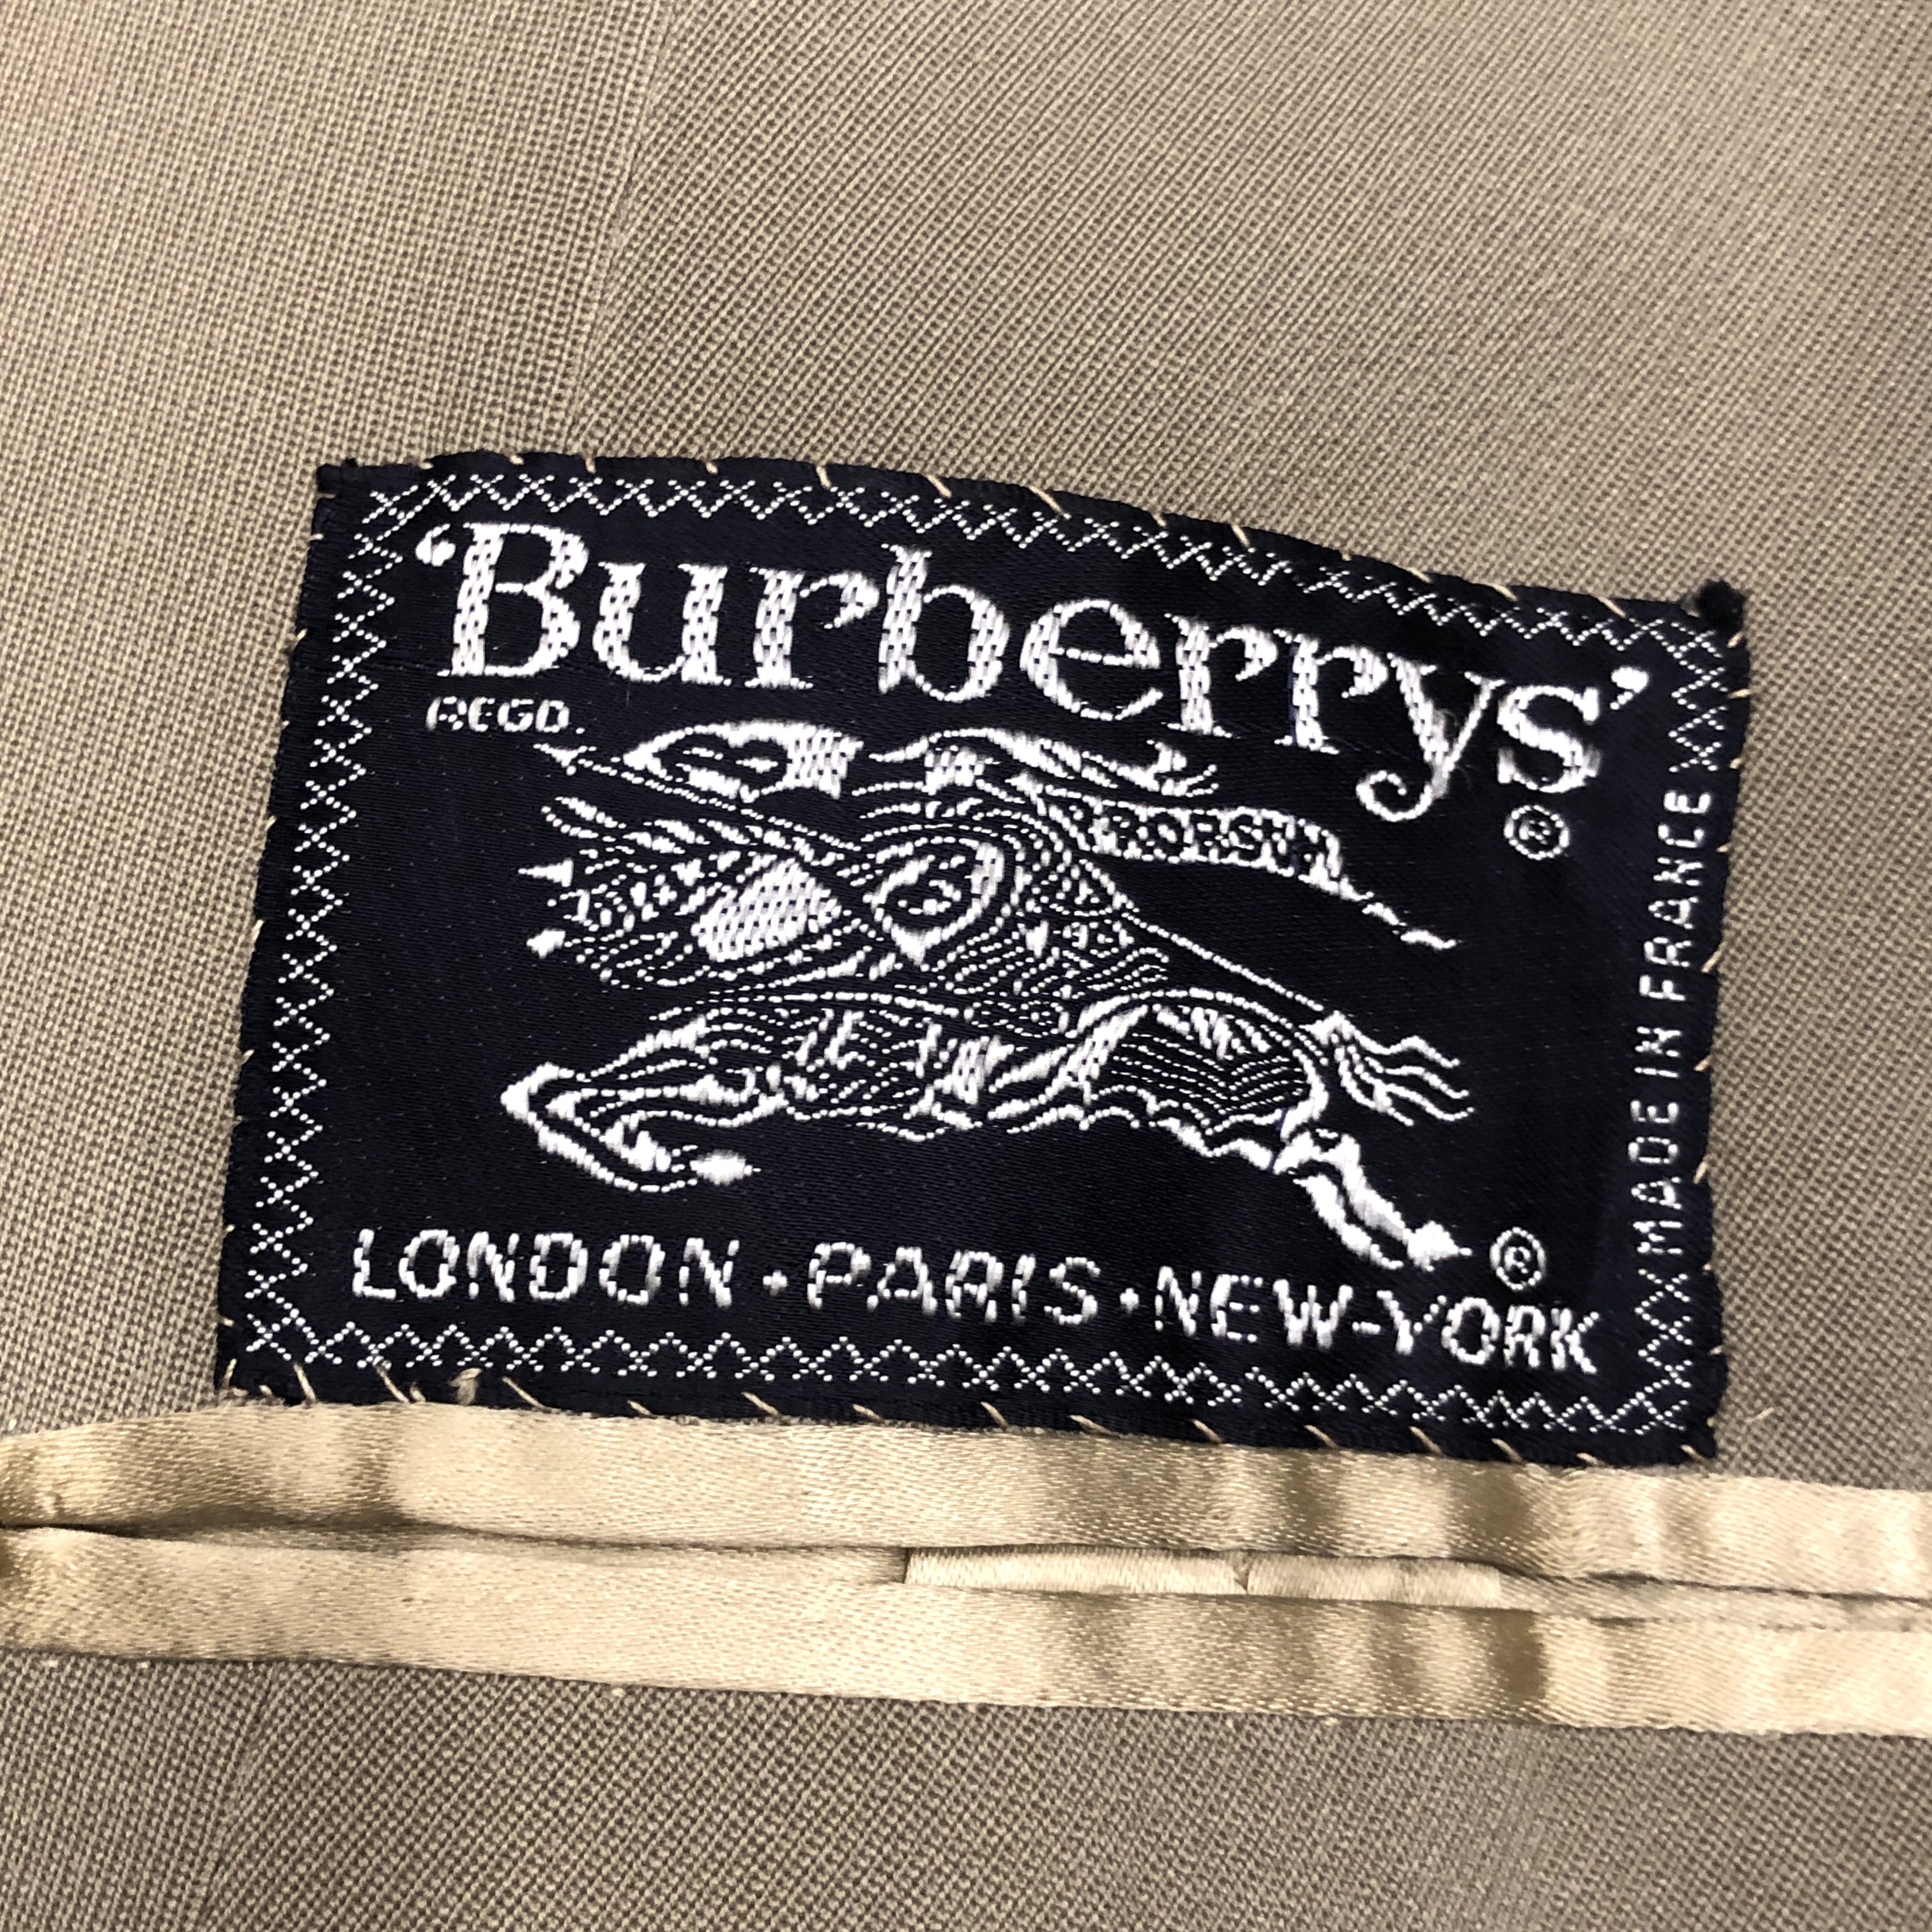 ‘Burberrys’
REGD.
®
PRORSUM
®
LONDON · PARIS · NEW-YORK
MADE IN FRANCE